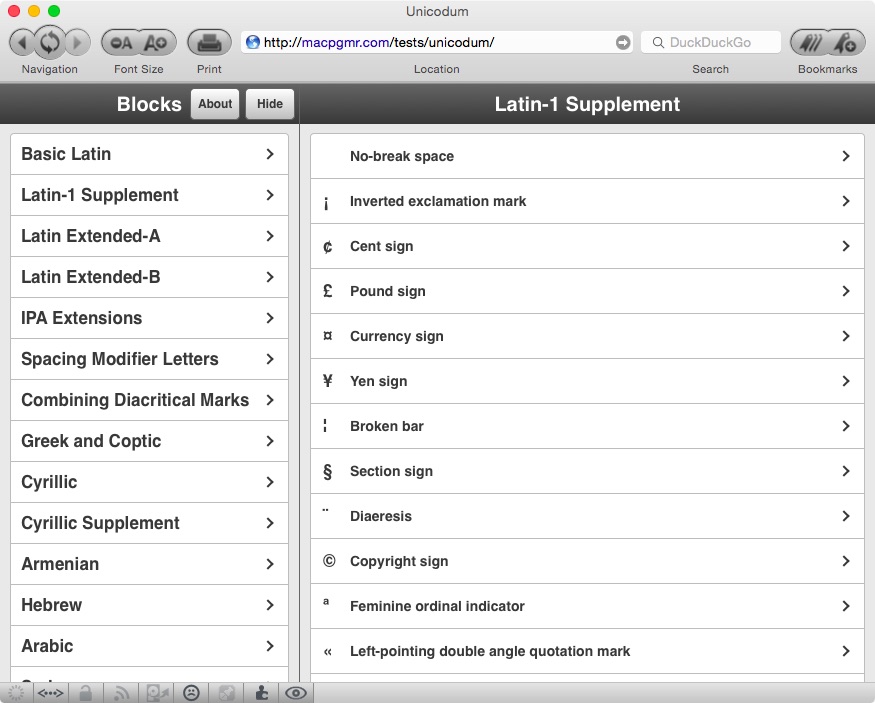 Unicodum
A A
http://macpgmr.com/tests/unicodum/
DuckDuckGo
Navigation
Font Size
Print
Location
Search
Bookmarks
Blocks
About
Hide
Latin-1 Supplement
Basic Latin
Latin-1 Supplement
Latin Extended-A
Latin Extended-B
IPA Extensions
Spacing Modifier Letters
Combining Diacritical Marks
Greek and Coptic
Cyrillic
Cyrillic Supplement
Armenian
Hebrew
Arabic
No-break space
¡ Inverted exclamation mark
¢ Cent sign
£ Pound sign
¤ Currency sign
¥ Yen sign
¦ Broken bar
§ Section sign
¨ Diaeresis
© Copyright sign
ª Feminine ordinal indicator
« Left-pointing double angle quotation mark